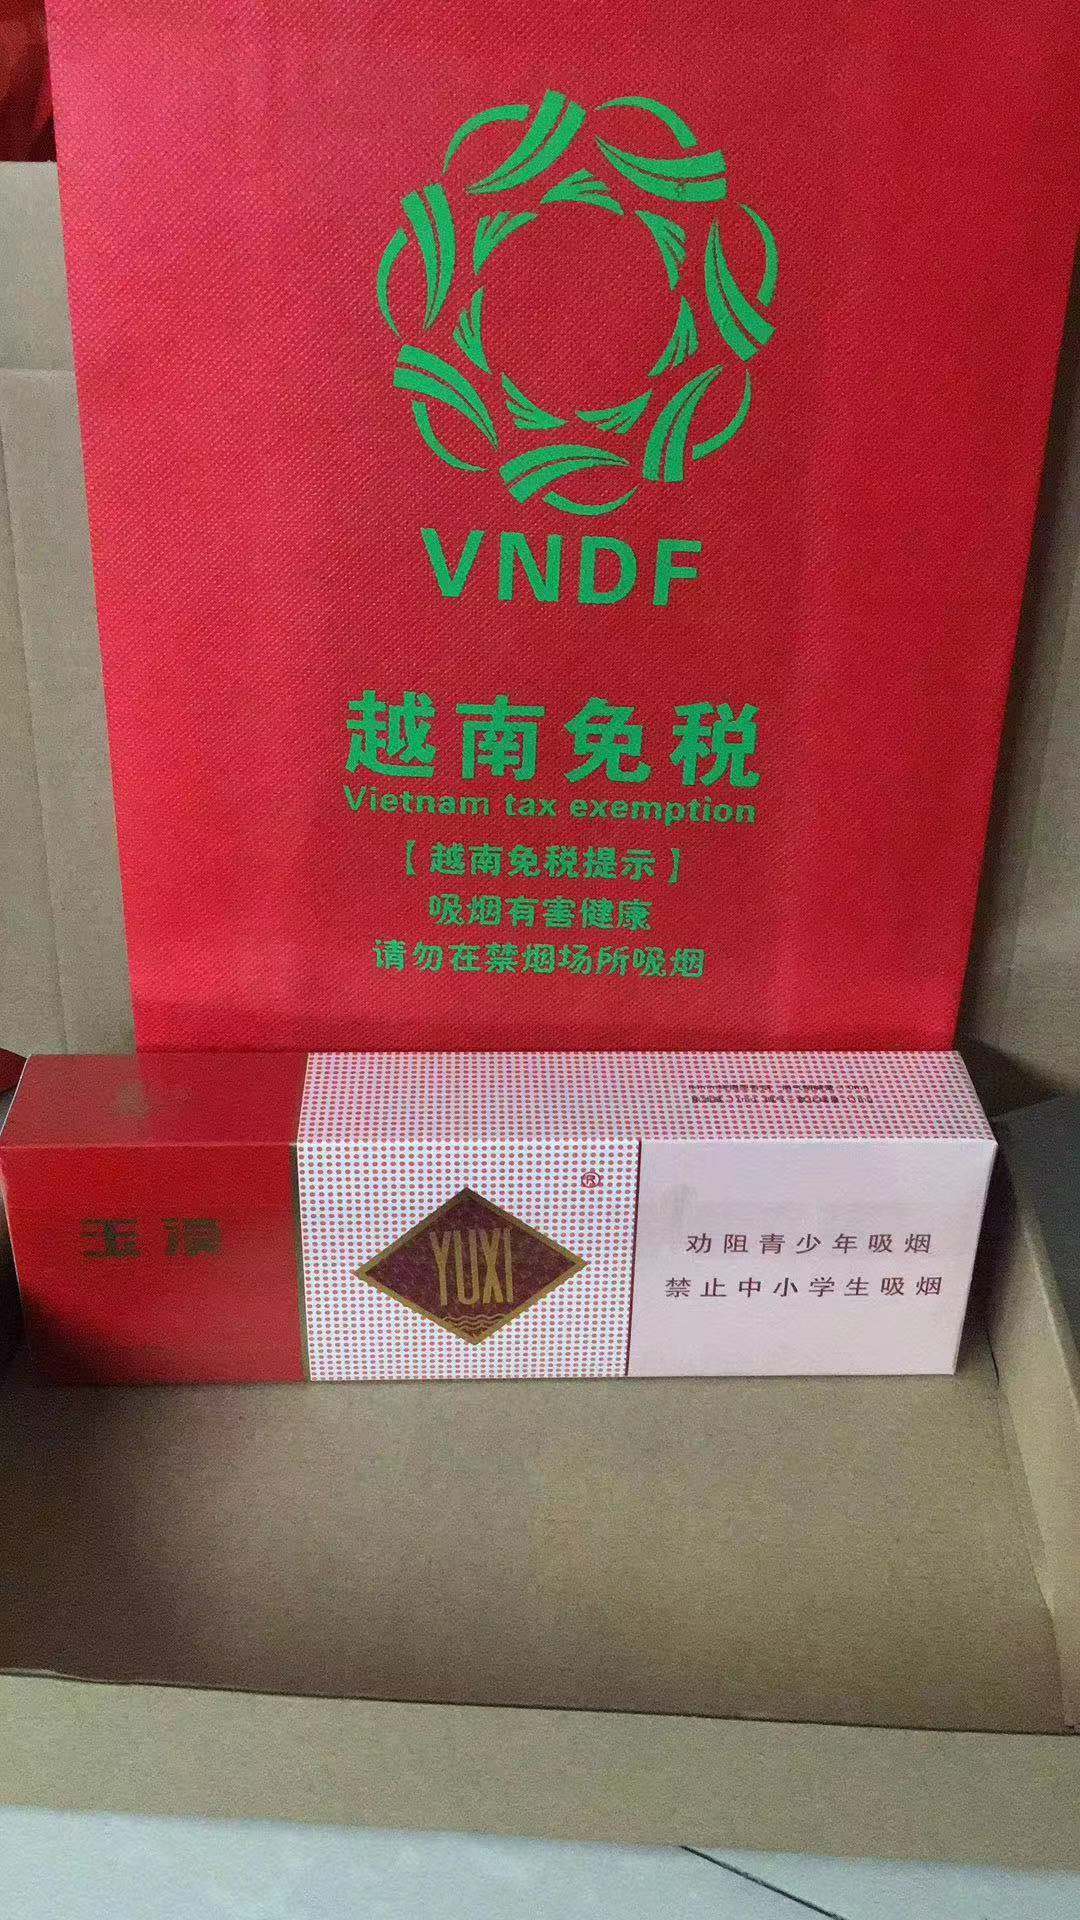 VNDF
越南免税
Vietnam tax exemption
【越南免税提示】
吸烟有害健康
请勿在禁烟场所吸烟
玉溪
®
YUXI
劝阻青少年吸烟
禁止中小学生吸烟